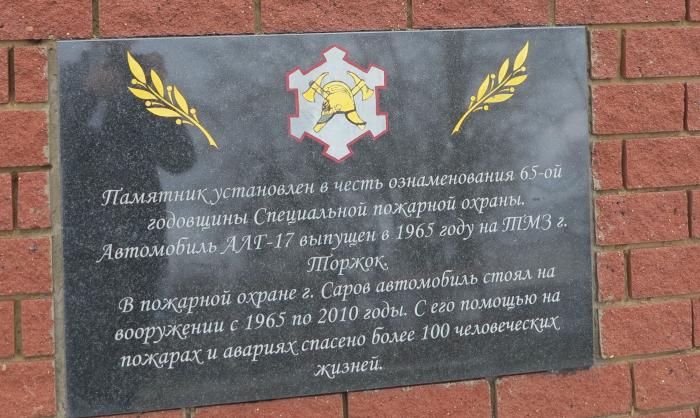 Памятник установлен в честь ознаменования 65-ой
годовщины Специальной пожарной охраны.
Автомобиль АЛГ-17 выпущен в 1965 году на ТМЗ г.
Торжок.
В пожарной охране г. Саров автомобиль стоял на
вооружении с 1965 по 2010 годы. С его помощью на
пожарах и авариях спасено более 100 человеческих
жизней.